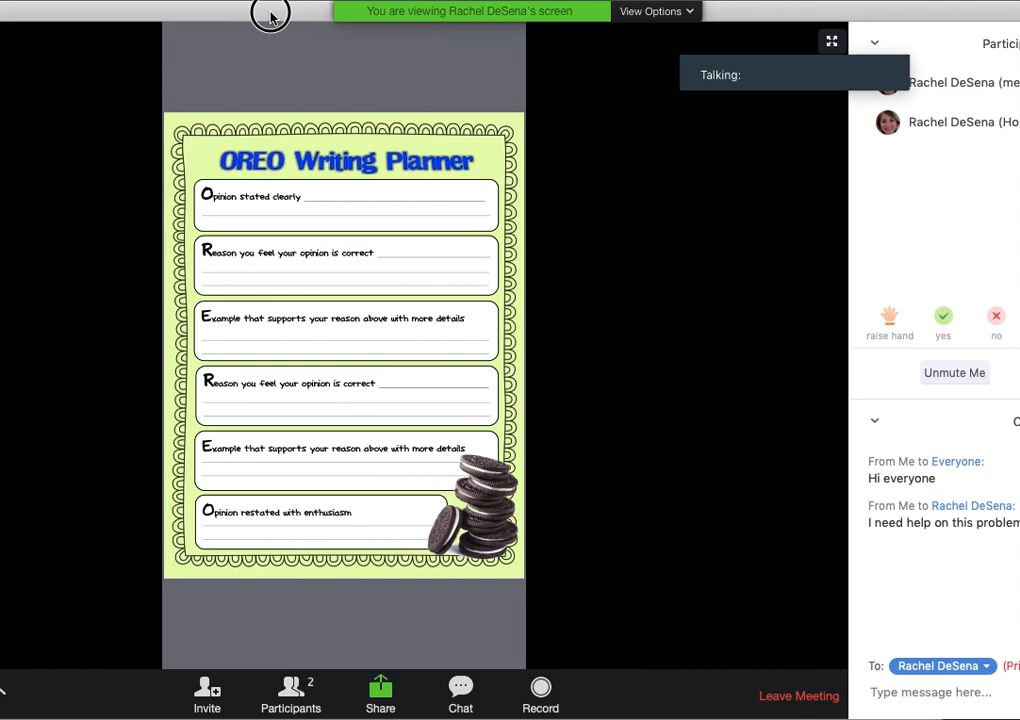 You are viewing Rachel DeSena's screen
View Options
Talking:
Rachel DeSena (me
Rachel DeSena (Ho
OREO Writing Planner
Opinion stated clearly
Reason you feel your opinion is correct
Example that supports your reason above with more details
Reason you feel your opinion is correct
Example that supports your reason above with more details
Opinion restated with enthusiasm
raise hand
yes
no
Unmute Me
From Me to Everyone:
Hi everyone
From Me to Rachel DeSena:
I need help on this problem
To: Rachel DeSena (Pri
Type message here...
Invite
Participants 2
Share
Chat
Record
Leave Meeting